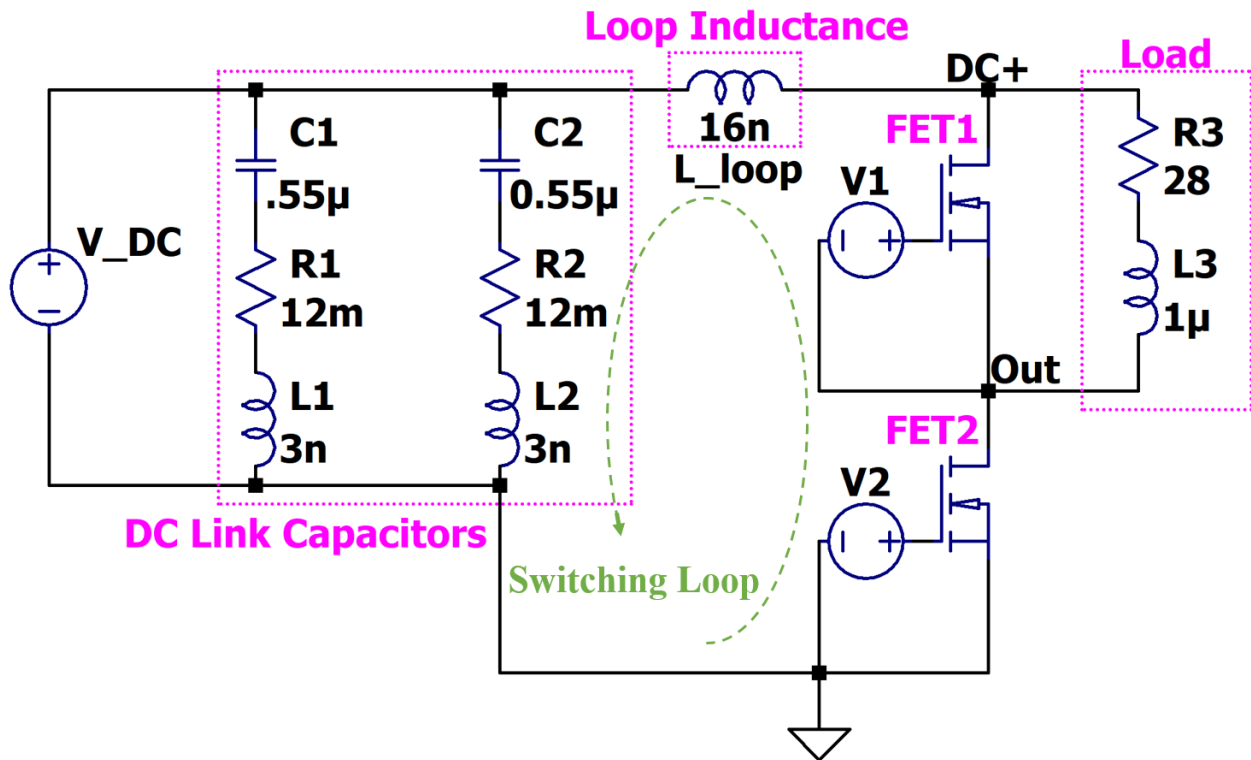 Loop Inductance
DC+
Load
C1
.55µ
C2
0.55µ
16n
L_loop
FET1
R3
28
V1
V_DC
R1
12m
R2
12m
L3
1µ
L1
3n
L2
3n
Out
FET2
V2
DC Link Capacitors
Switching Loop